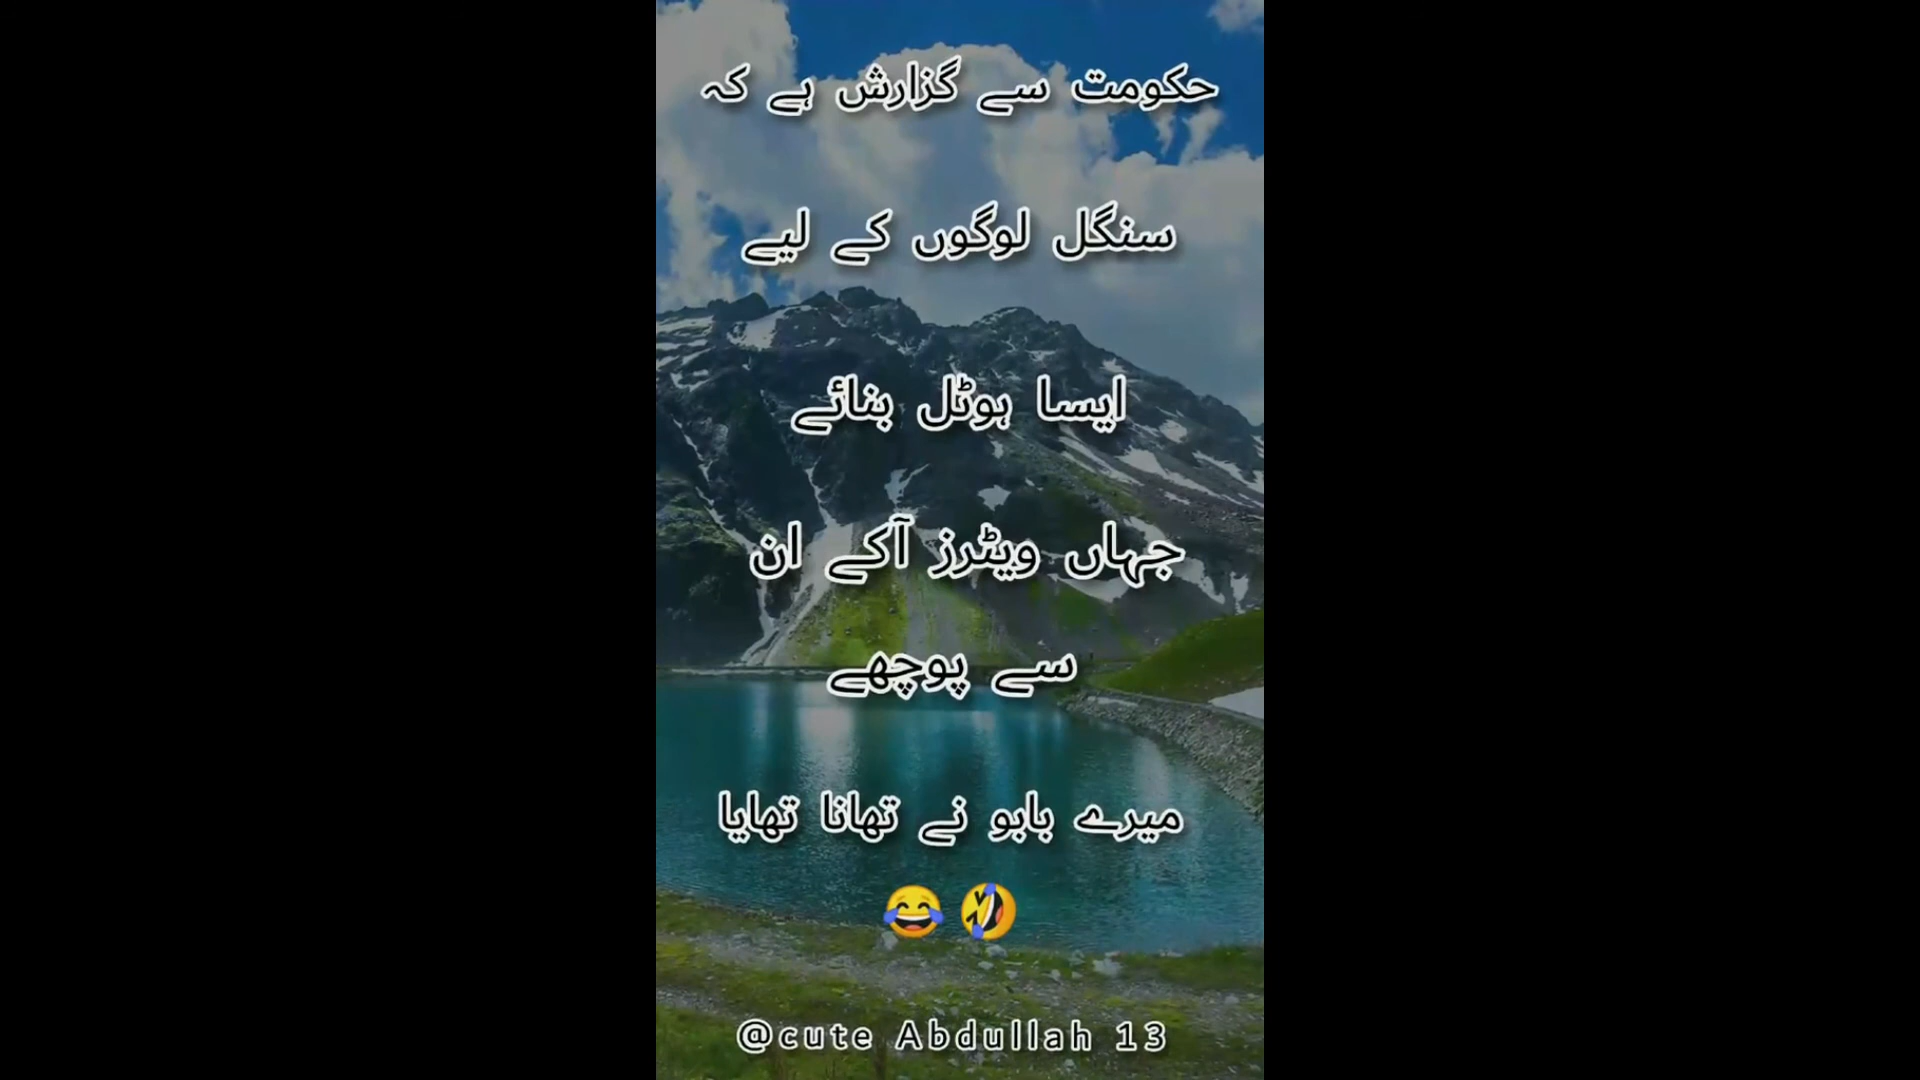 حکومت سے گزارش ہے کہ
سنگل لوگوں کے لیے
ایسا ہوٹل بنائے
جہاں ویٹرز آکے ان
سے پوچھے
میرے بابو نے تھانا تھایا
😂🤣
@cute Abdullah 13